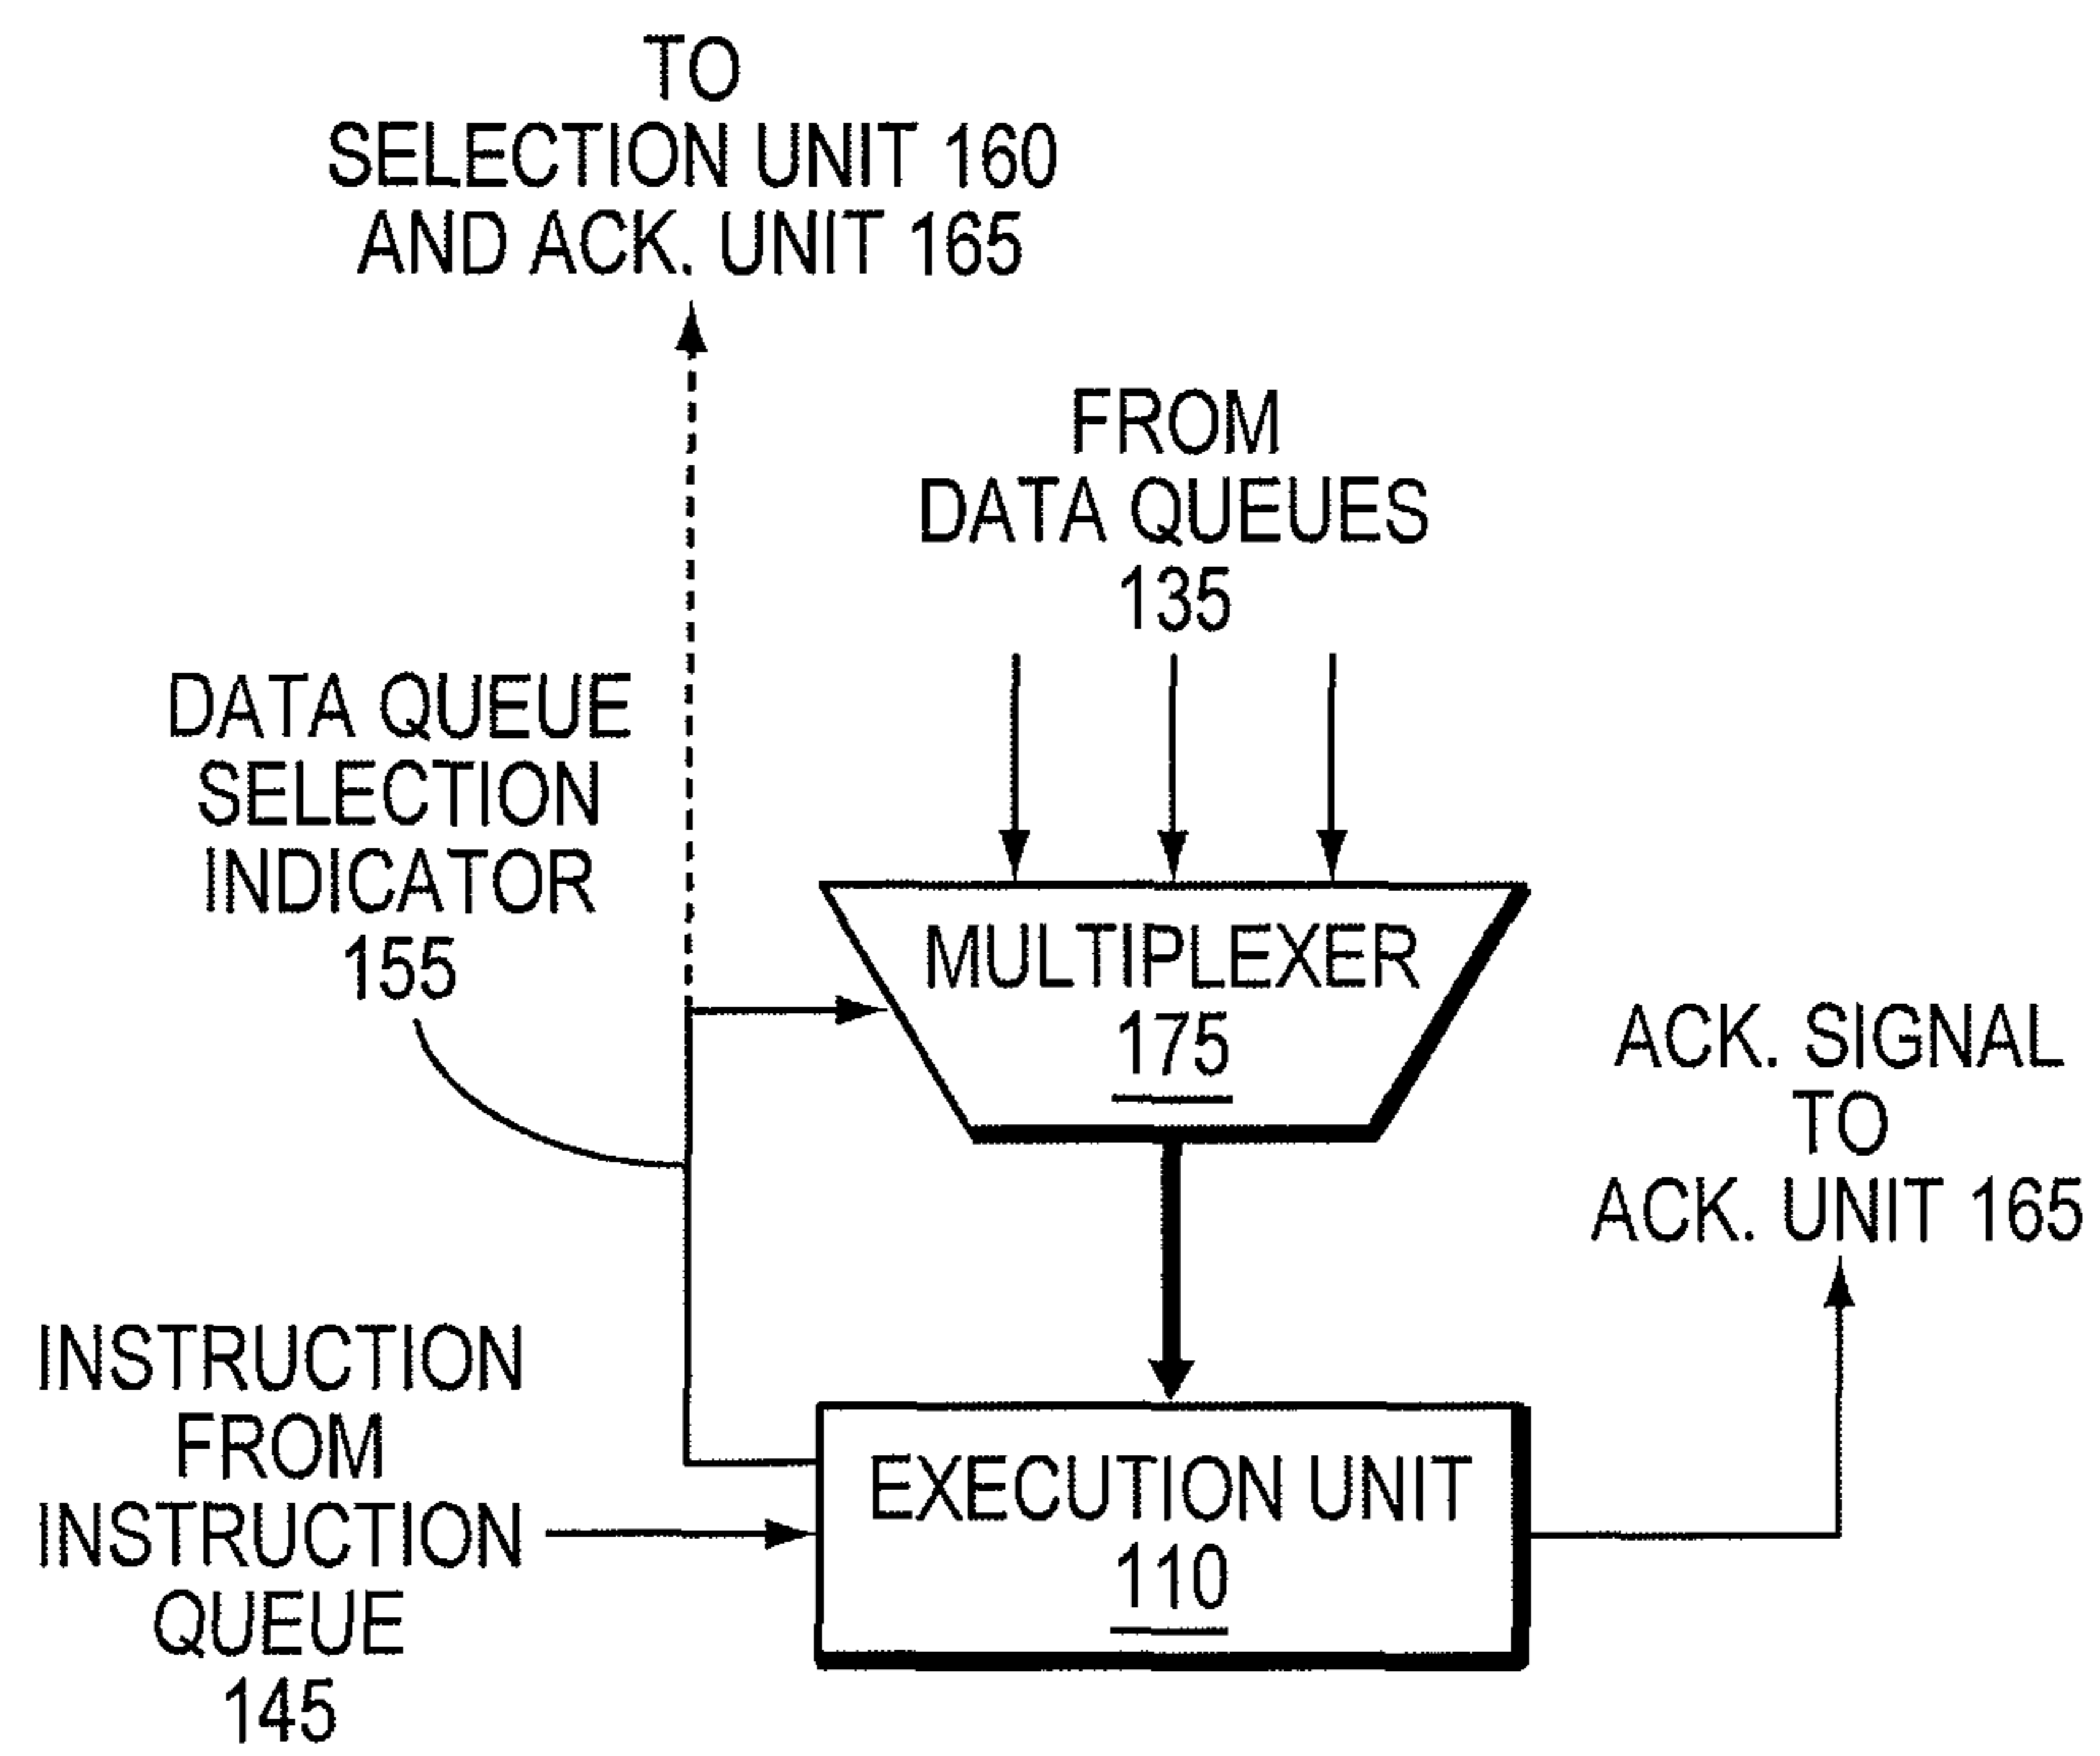 TO
SELECTION UNIT 160
AND ACK. UNIT 165
FROM
DATA QUEUES
135
DATA QUEUE
SELECTION
INDICATOR
155
MULTIPLEXER
175
ACK. SIGNAL
TO
ACK. UNIT 165
INSTRUCTION
FROM
INSTRUCTION
QUEUE
145
EXECUTION UNIT
110